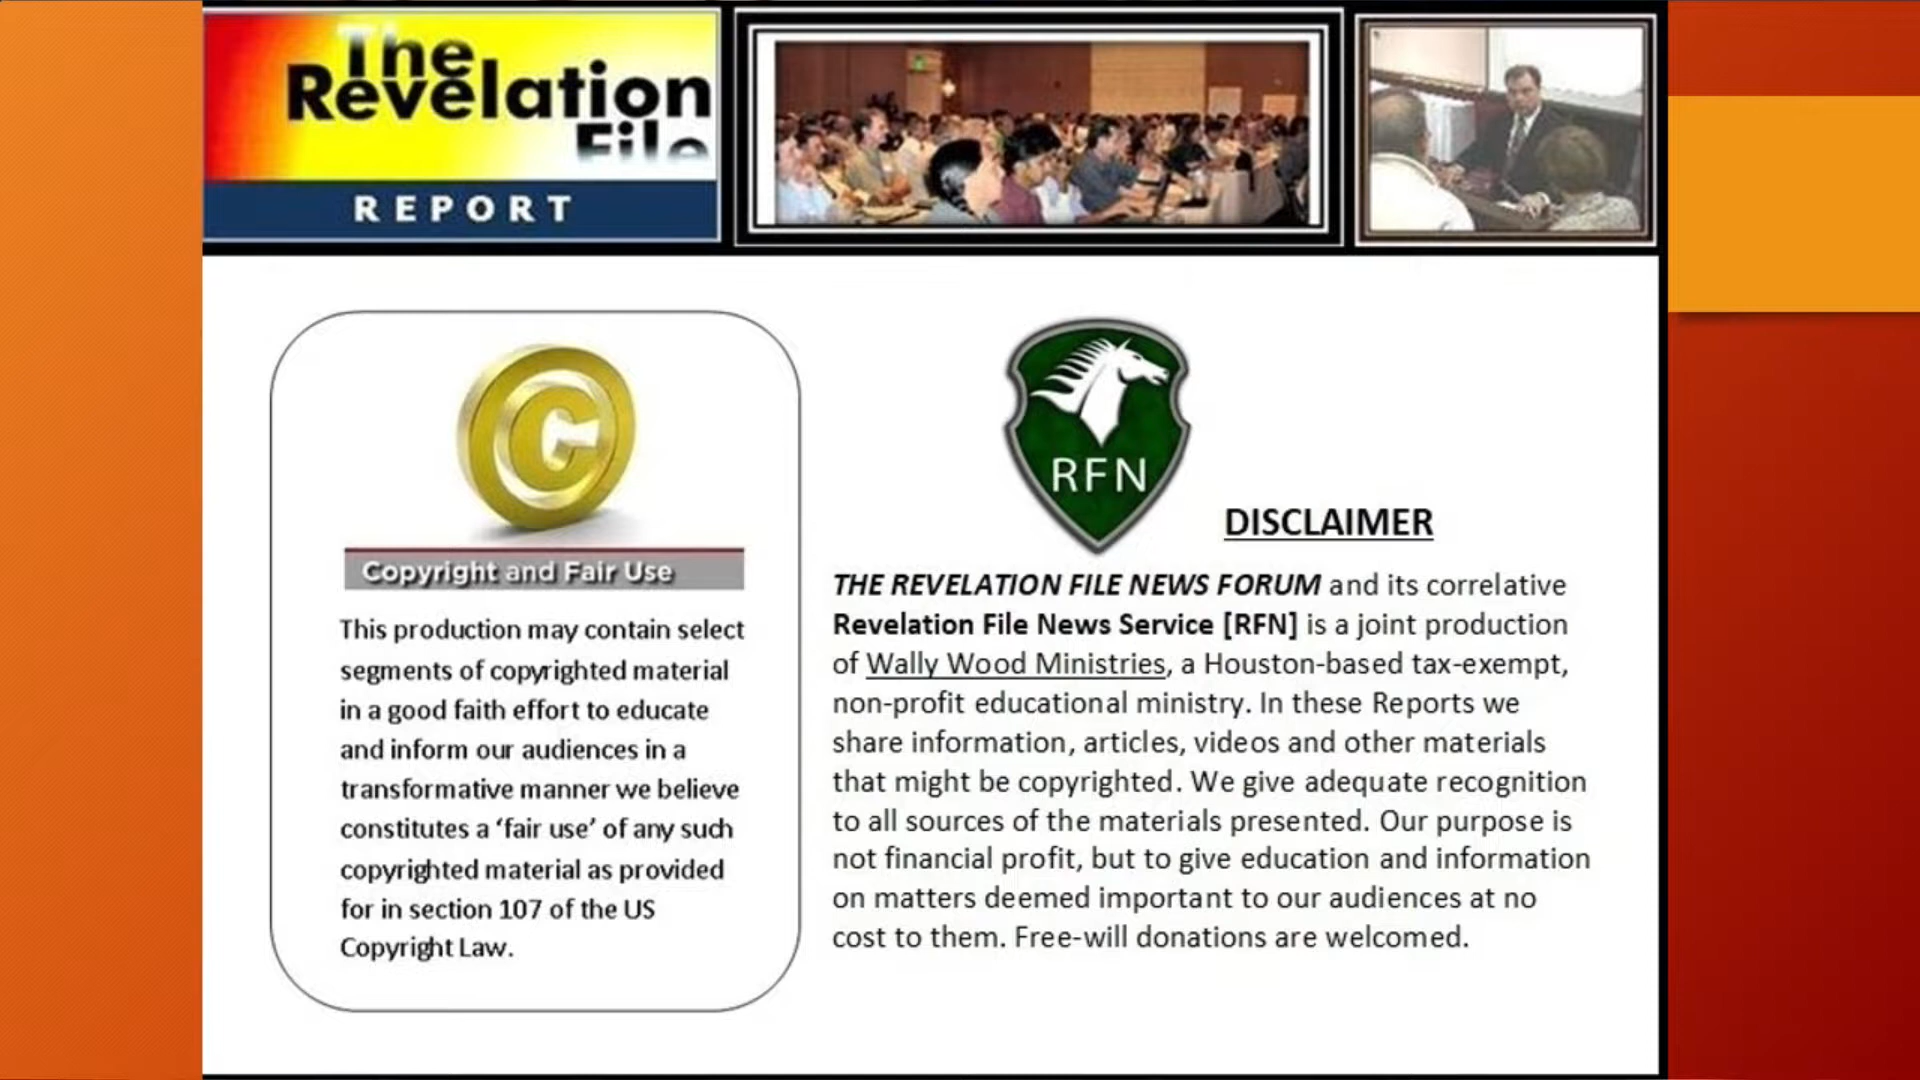 The
Revelation
File
REPORT
Copyright and Fair Use
This production may contain select
segments of copyrighted material
in a good faith effort to educate
and inform our audiences in a
transformative manner we believe
constitutes a ‘fair use’ of any such
copyrighted material as provided
for in section 107 of the US
Copyright Law.
RFN
DISCLAIMER
THE REVELATION FILE NEWS FORUM and its correlative
Revelation File News Service [RFN] is a joint production
of Wally Wood Ministries, a Houston-based tax-exempt,
non-profit educational ministry. In these Reports we
share information, articles, videos and other materials
that might be copyrighted. We give adequate recognition
to all sources of the materials presented. Our purpose is
not financial profit, but to give education and information
on matters deemed important to our audiences at no
cost to them. Free-will donations are welcomed.